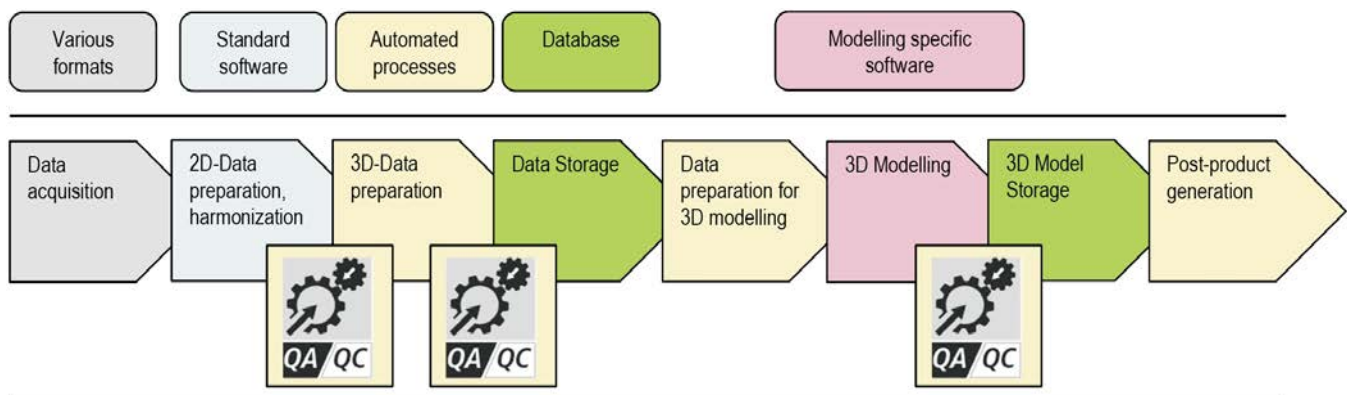 Various
formats
Standard
software
Automated
processes
Database
Modelling specific
software
Data
acquisition
2D-Data
preparation,
harmonization
3D-Data
preparation
Data Storage
Data
preparation for
3D modelling
3D Modelling
3D Model
Storage
Post-product
generation
QA/QC
QA/QC
QA/QC